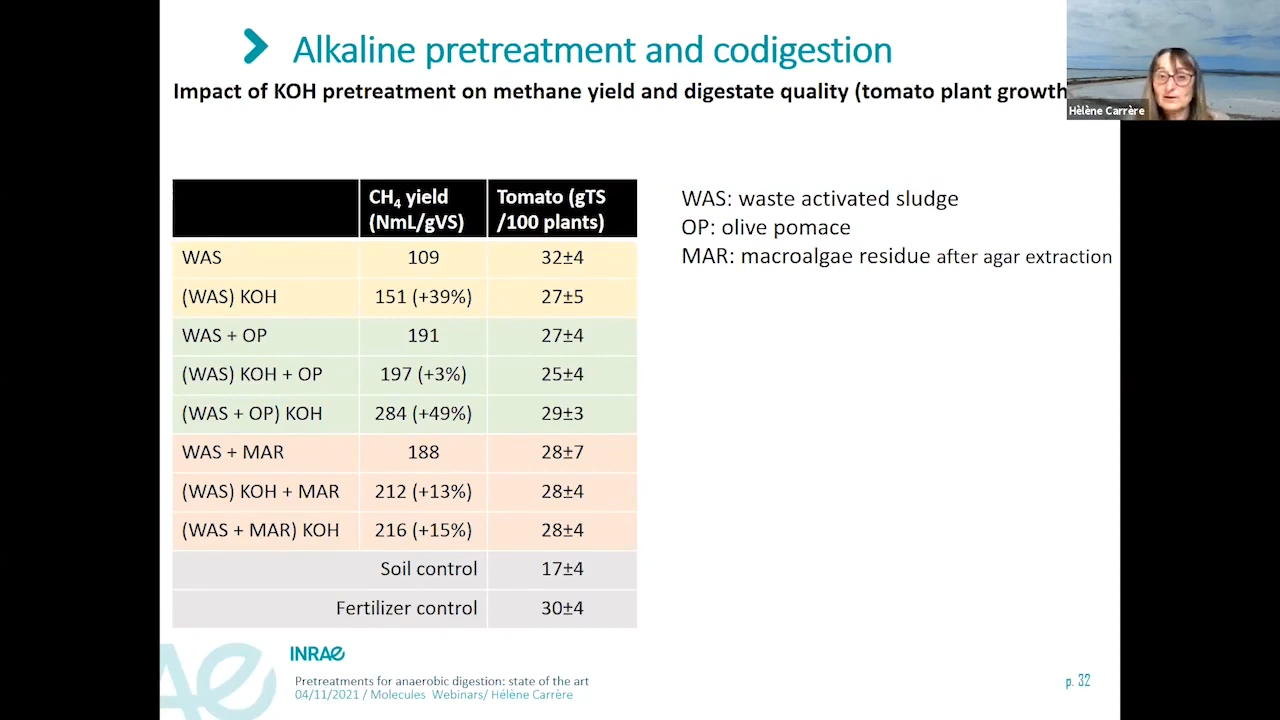 Alkaline pretreatment and codigestion
Impact of KOH pretreatment on methane yield and digestate quality (tomato plant growth
Hélène Carrère
CH₄ yield (NmL/gVS) Tomato (gTS /100 plants)
WAS 109 32±4
(WAS) KOH 151 (+39%) 27±5
WAS + OP 191 27±4
(WAS) KOH + OP 197 (+3%) 25±4
(WAS + OP) KOH 284 (+49%) 29±3
WAS + MAR 188 28±7
(WAS) KOH + MAR 212 (+13%) 28±4
(WAS + MAR) KOH 216 (+15%) 28±4
Soil control 17±4
Fertilizer control 30±4
WAS: waste activated sludge
OP: olive pomace
MAR: macroalgae residue after agar extraction
INRAE
Pretreatments for anaerobic digestion: state of the art
04/11/2021 / Molecules Webinars/ Hélène Carrère
p. 32